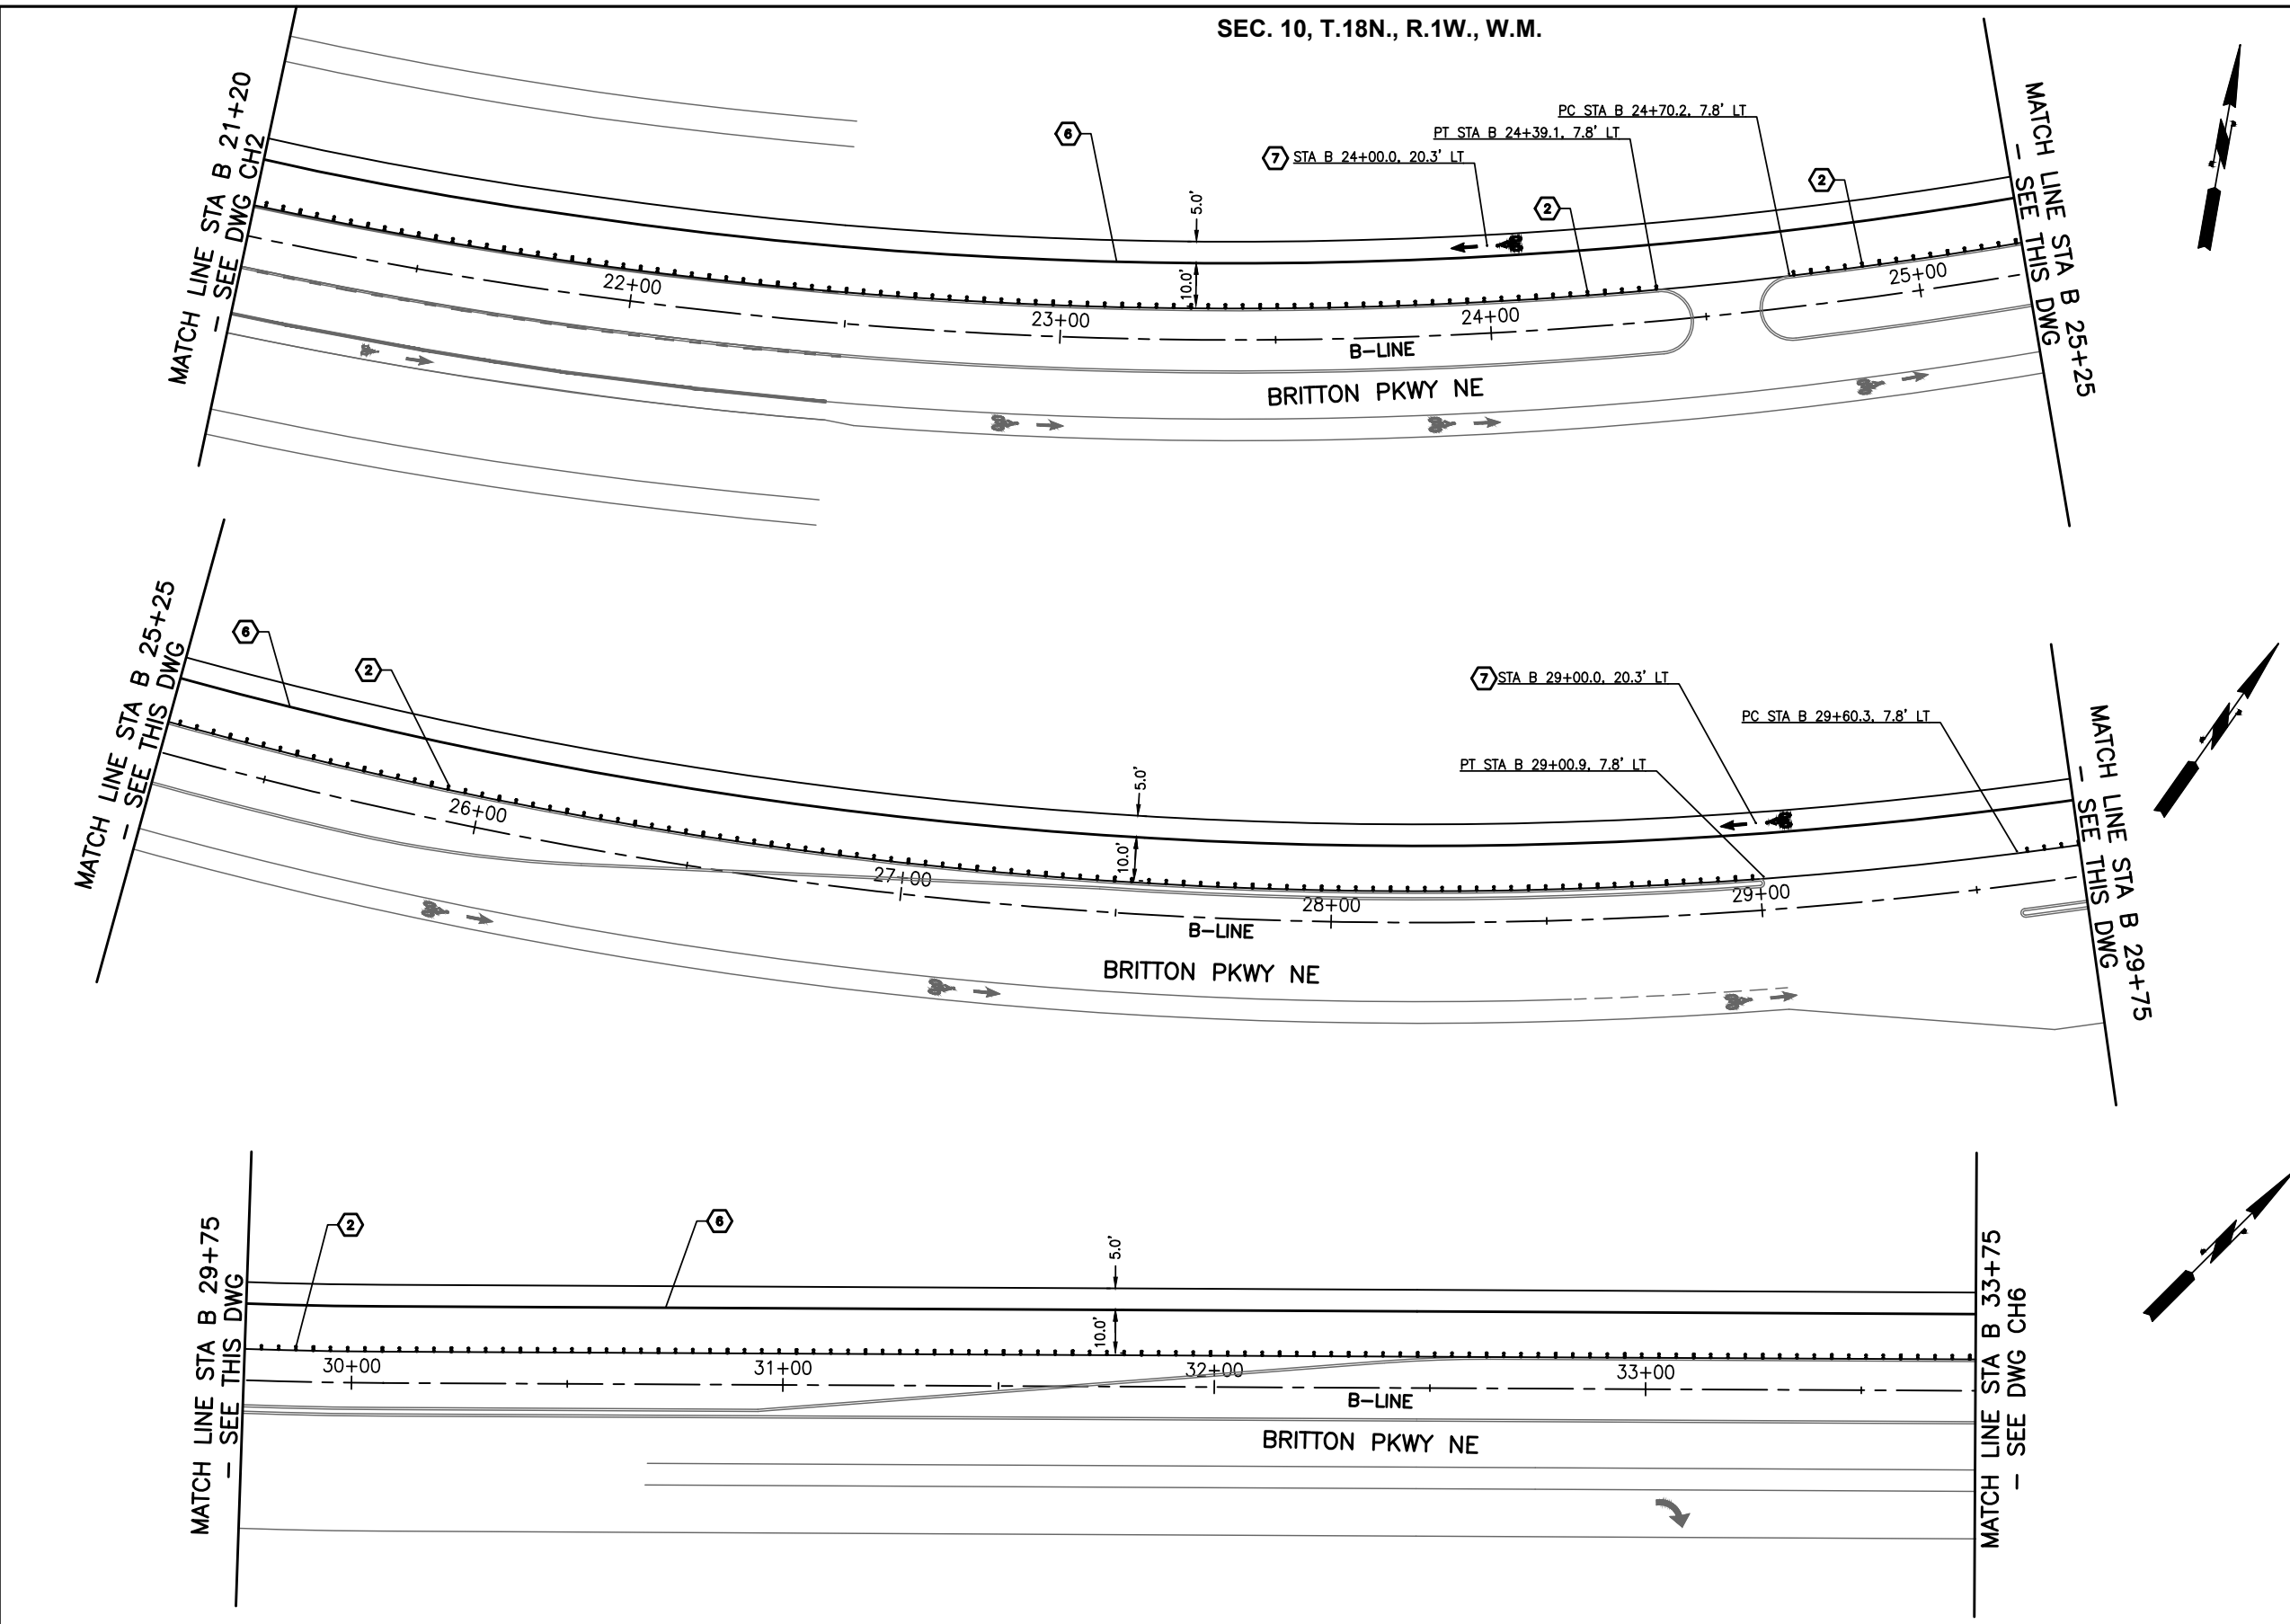 SEC. 10, T.18N., R.1W., W.M.
MATCH LINE STA B 21+20
- SEE DWG CH2
6
7 STA B 24+00.0, 20.3' LT
PT STA B 24+39.1, 7.8' LT
PC STA B 24+70.2, 7.8' LT
2
2
5.0'
10.0'
22+00
23+00
24+00
25+00
B-LINE
BRITTON PKWY NE
MATCH LINE STA B 25+25
- SEE THIS DWG
MATCH LINE STA B 25+25
- SEE THIS DWG
6
2
7 STA B 29+00.0, 20.3' LT
PC STA B 29+60.3, 7.8' LT
PT STA B 29+00.9, 7.8' LT
5.0'
10.0'
26+00
27+00
28+00
29+00
B-LINE
BRITTON PKWY NE
MATCH LINE STA B 29+75
- SEE THIS DWG
MATCH LINE STA B 29+75
- SEE THIS DWG
2
6
5.0'
10.0'
30+00
31+00
32+00
33+00
B-LINE
BRITTON PKWY NE
MATCH LINE STA B 33+75
- SEE DWG CH6